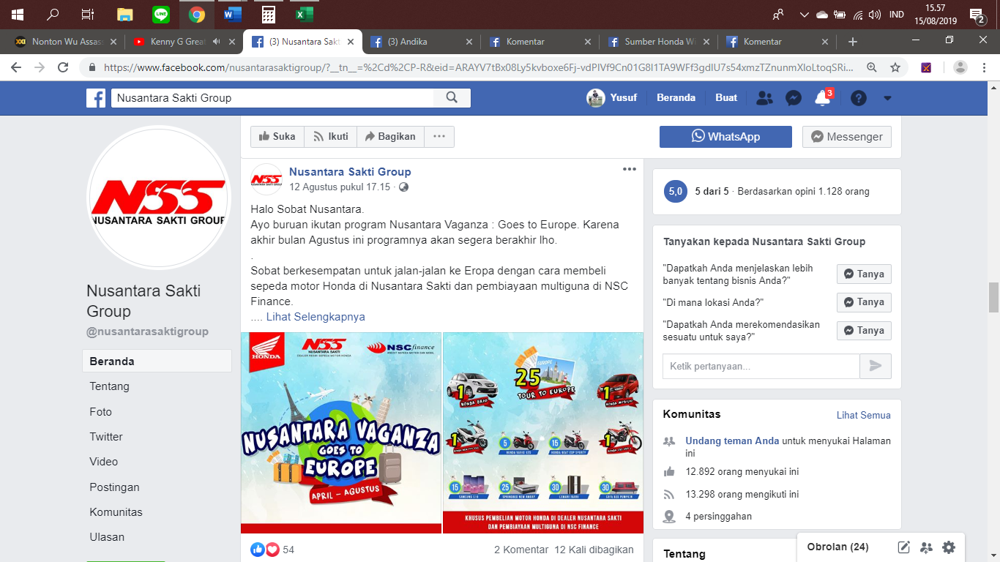 IND
15.57
15/08/2019
2
Nonton Wu Assas
Kenny G Great
(3) Nusantara Sakt
(3) Andika
Komentar
Sumber Honda Wi
Komentar
https://www.facebook.com/nusantarasaktigroup/?__tn__=%2Cd%2CP-R&eid=ARAYV7tBx08Ly5kvboxe6Fj-vdPIVf9Cn01G8I1TA9WFf3gdlU7s54xmzTZnunmXIoLtoqSRi...
Nusantara Sakti Group
Yusuf
Beranda
Buat
3
NSS
NUSANTARA SAKTI GROUP
Nusantara Sakti
Group
@nusantarasaktigroup
Beranda
Tentang
Foto
Twitter
Video
Postingan
Komunitas
Ulasan
Suka
Ikuti
Bagikan
WhatsApp
Messenger
NSS
Nusantara Sakti Group
12 Agustus pukul 17.15 ·
Halo Sobat Nusantara.
Ayo buruan ikutan program Nusantara Vaganza : Goes to Europe. Karena
akhir bulan Agustus ini programnya akan segera berakhir lho.
.
Sobat berkesempatan untuk jalan-jalan ke Eropa dengan cara membeli
sepeda motor Honda di Nusantara Sakti dan pembiayaan multiguna di NSC
Finance.
.... Lihat Selengkapnya
HONDA
NSS
NUSANTARA SAKTI
DEALER RESMI SEPEDA MOTOR HONDA
NSC finance
KREDIT SEPEDA MOTOR DAN MOBIL
NUSANTARA VAGANZA
GOES TO
EUROPE
APRIL - AGUSTUS
EUROPE
25
TOUR TO EUROPE
1
HONDA BRIO
1
HONDA MOBILIO
1
5
HONDA VARIO 125
15
HONDA BEAT ESP SPORTY
1
15
SAMSUNG S10
25
30
30
KHUSUS PEMBELIAN MOTOR HONDA DI DEALER NUSANTARA SAKTI
DAN PEMBIAYAAN MULTIGUNA DI NSC FINANCE
54
2 Komentar 12 Kali dibagikan
5,0
5 dari 5 · Berdasarkan opini 1.128 orang
Tanyakan kepada Nusantara Sakti Group
"Dapatkah Anda menjelaskan lebih
banyak tentang bisnis Anda?"
Tanya
"Di mana lokasi Anda?"
Tanya
"Dapatkah Anda merekomendasikan
sesuatu untuk saya?"
Tanya
Ketik pertanyaan...
Komunitas
Lihat Semua
Undang teman Anda untuk menyukai Halaman
ini
12.892 orang menyukai ini
13.298 orang mengikuti ini
4 persinggahan
Tentang
Obrolan (24)